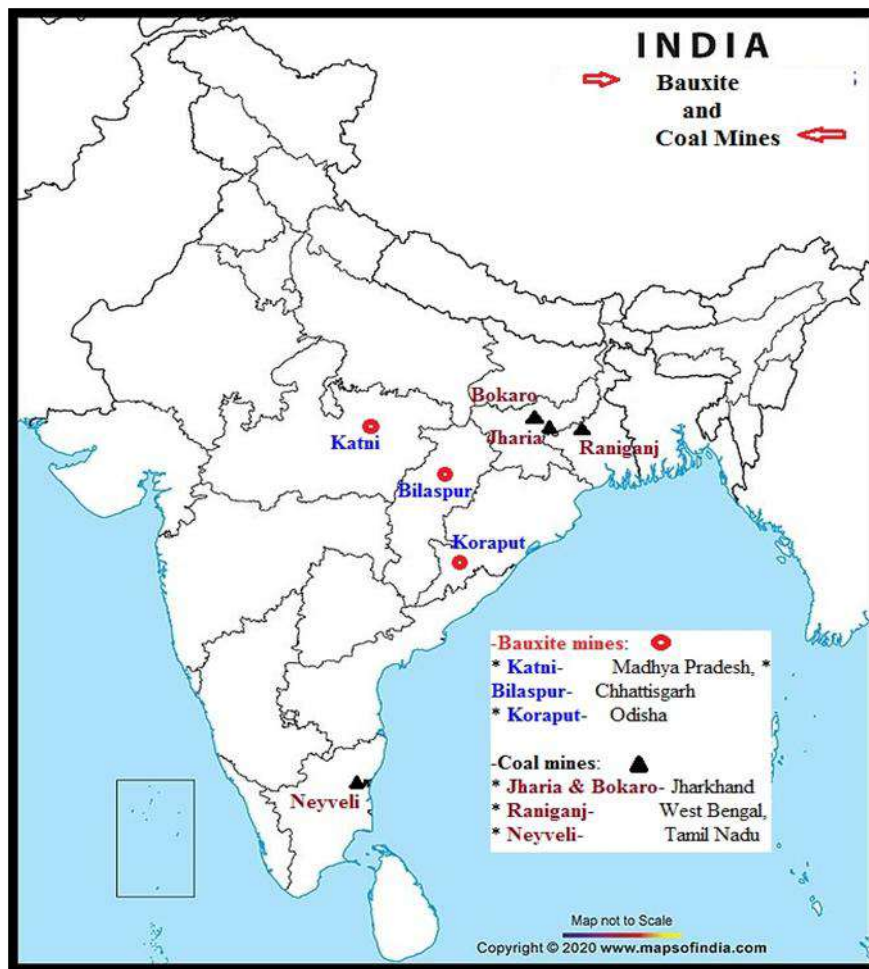 INDIA
Bauxite
and
Coal Mines
Bokaro
Katni
Jharia
Raniganj
Bilaspur
Koraput
-Bauxite mines:
* Katni- Madhya Pradesh, *
Bilaspur- Chhattisgarh
* Koraput- Odisha
-Coal mines:
* Jharia & Bokaro- Jharkhand
* Raniganj- West Bengal,
* Neyveli- Tamil Nadu
Neyveli
Map not to Scale
Copyright © 2020 www.mapsofindia.com